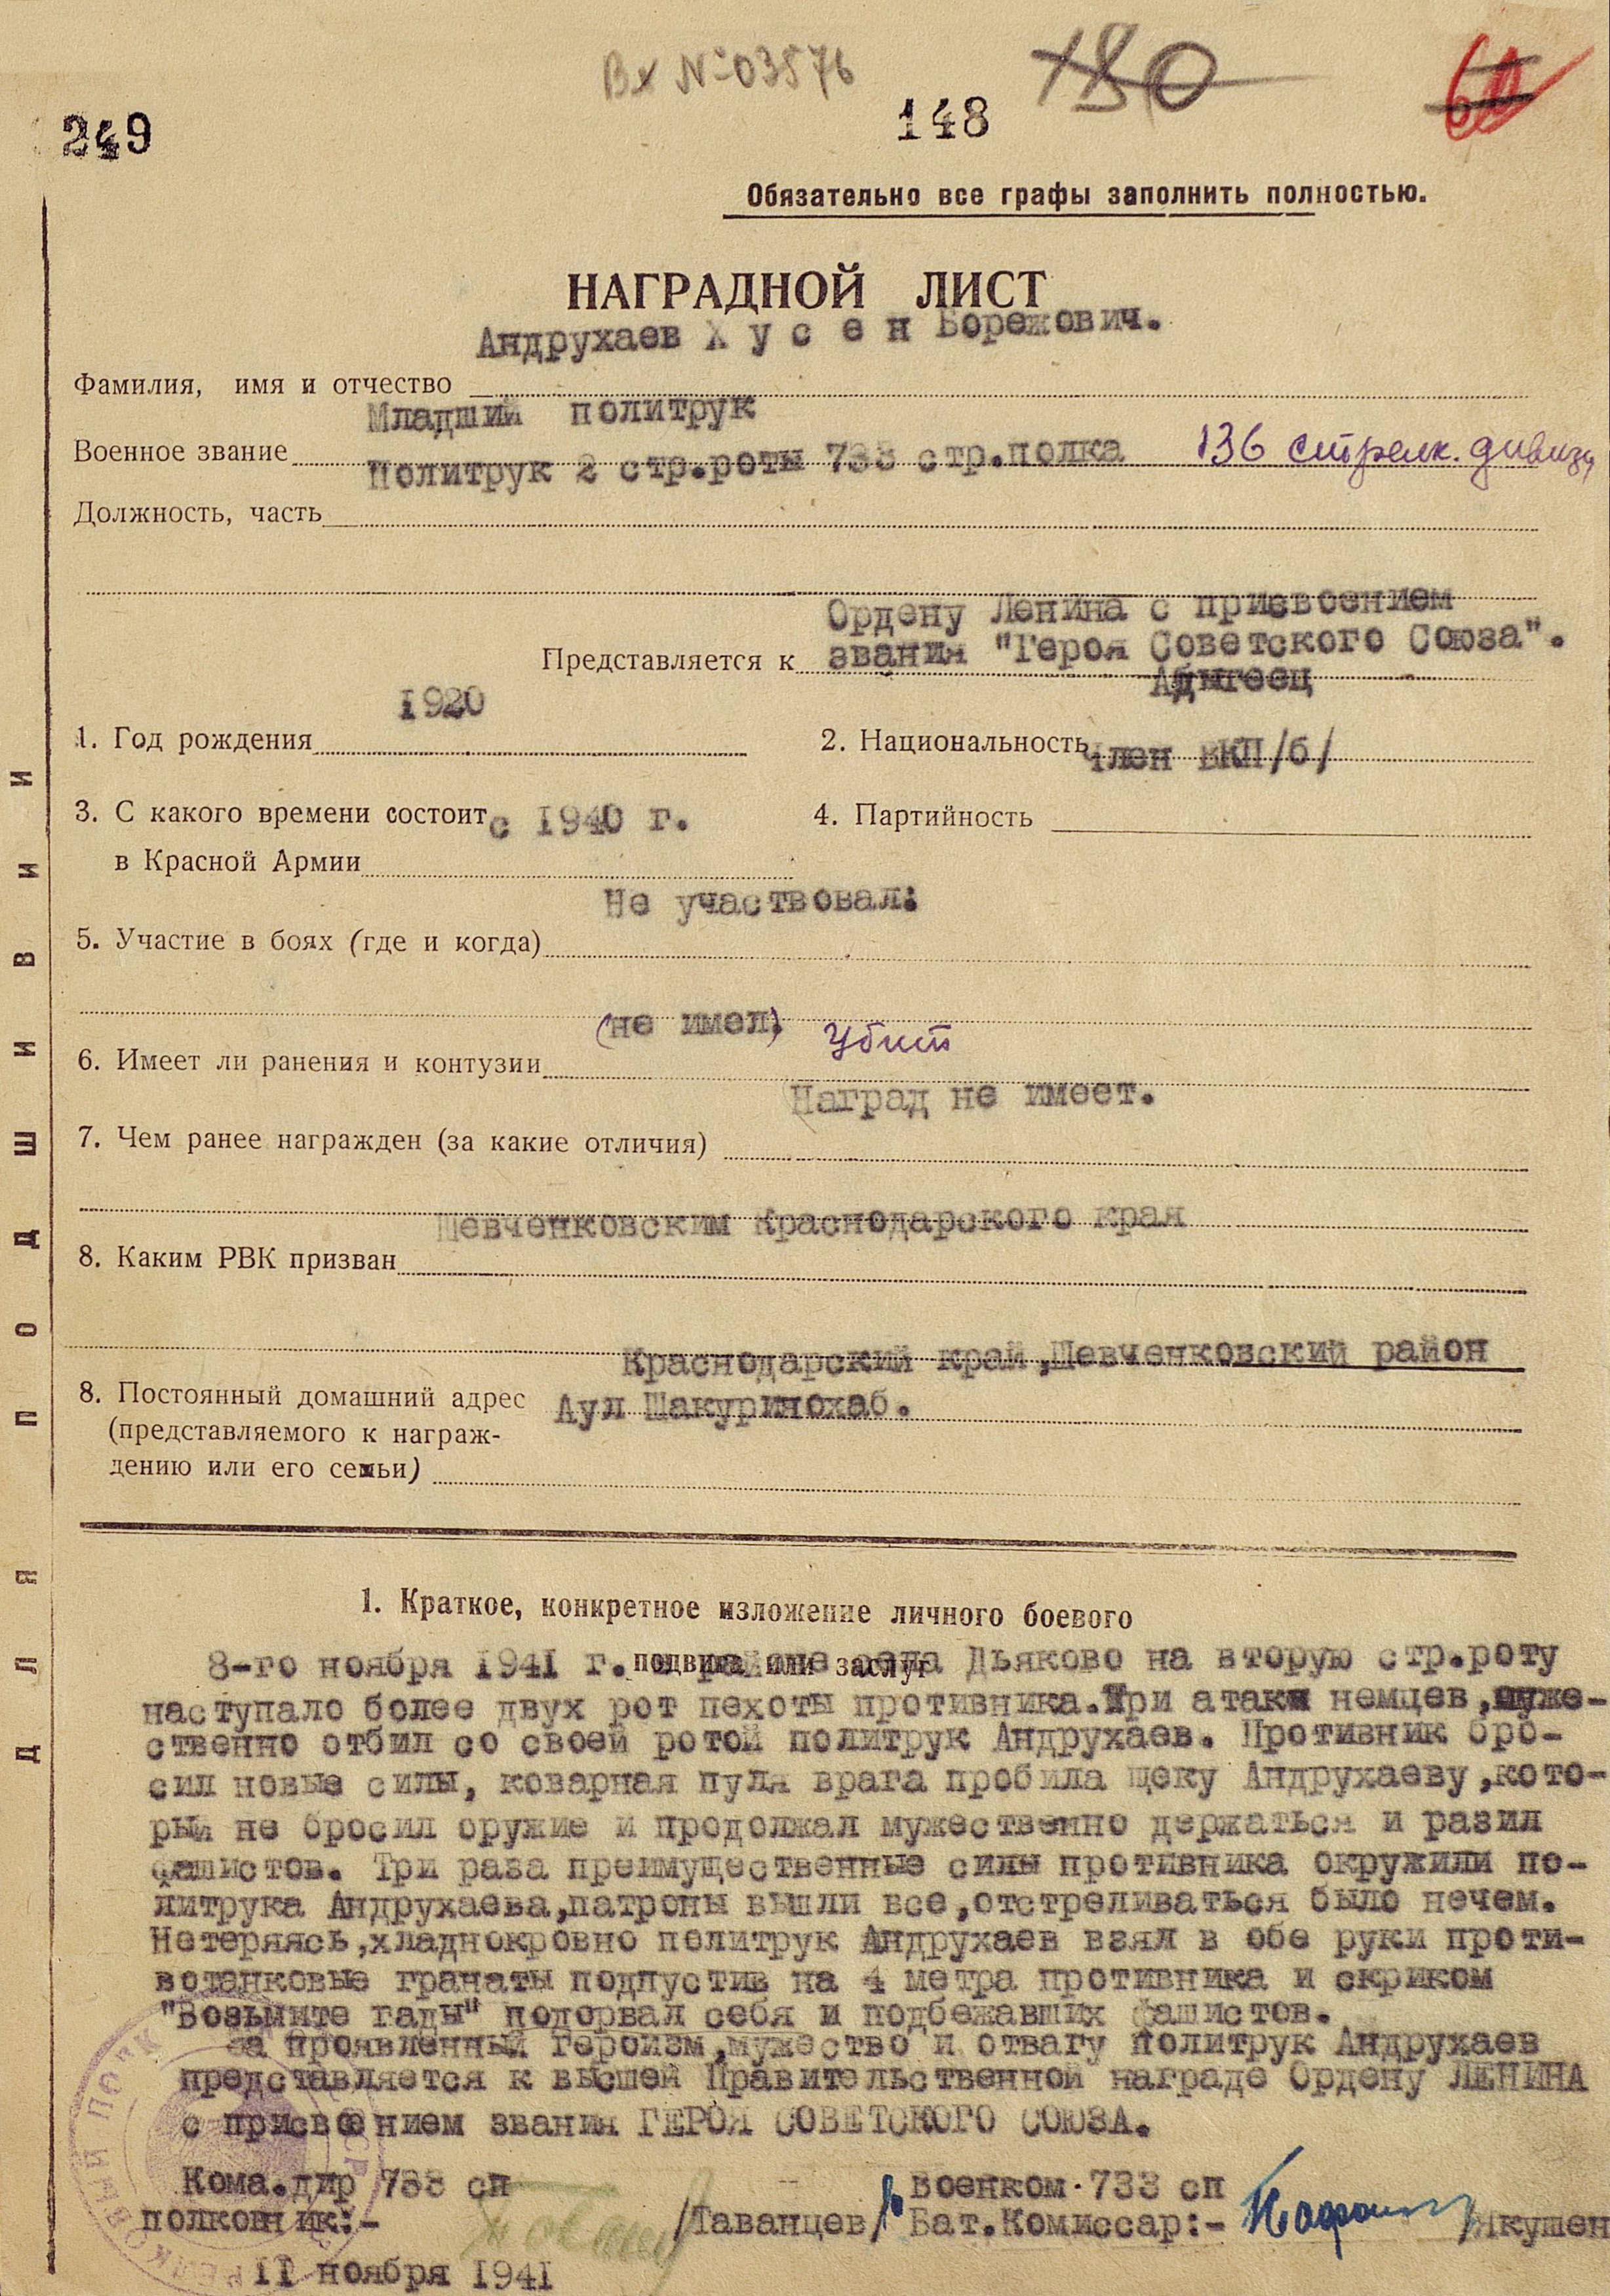 Вх №03576
180
60
249
148
Обязательно все графы заполнить полностью.
НАГРАДНОЙ ЛИСТ
Андрухаев Х у с е н Борежович.
Фамилия, имя и отчество
Младший политрук
Военное звание
Политрук 2 стр.роты 733 стр.полка 136 стрелк. дивизи
Должность, часть
Ордену Ленина с присвоением
Представляется к звания "Героя Советского Союза".
Адыгеец
1920
1. Год рождения 2. Национальность
Член ВКП/б/
3. С какого времени состоит с 1940 г. 4. Партийность
в Красной Армии
Не участвовал:
5. Участие в боях (где и когда)
(не имел) Убит
6. Имеет ли ранения и контузии
Наград не имеет.
7. Чем ранее награжден (за какие отличия)
Шевченковским Краснодарского края
8. Каким РВК призван
Краснодарский край,Шевченковский район
8. Постоянный домашний адрес Аул Шакуринохаб.
(представляемого к награж-
дению или его семьи)
1. Краткое, конкретное изложение личного боевого
подвига или заслуг
8-го ноября 1941 г. в районе села Дьяково на вторую стр.роту
наступало более двух рот пехоты противника.Три атаки немцев,муже-
ственно отбил со своей ротой политрук Андрухаев. Противник бро-
сил новые силы, коварная пуля врага пробила щеку Андрухаеву,кото-
рый не бросил оружие и продолжал мужественно держаться и разил
фашистов. Три раза преимущественные силы противника окружили по-
литрука Андрухаева,патроны вышли все,отстреливаться было нечем.
Нетеряясь,хладнокровно политрук Андрухаев взял в обе руки проти-
вотанковые гранаты подпустив на 4 метра противника и скриком
"Возьмите гады" подорвал себя и подбежавших фашистов.
За проявленный героизм,мужество и отвагу политрук Андрухаев
представляется к высшей Правительственной награде Ордену ЛЕНИНА
с присвоением звания ГЕРОЯ СОВЕТСКОГО СОЮЗА.
Кома.дир 733 сп Военком.733 сп
полковник:- /Таванцев/ Бат.Комиссар:- /Якушен
11 ноября 1941
ДЛЯ ПОДШИВКИ